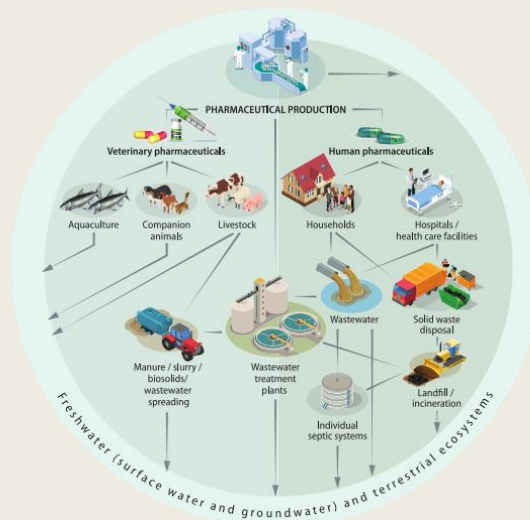 PHARMACEUTICAL PRODUCTION
Veterinary pharmaceuticals
Human pharmaceuticals
Aquaculture
Companion
animals
Livestock
Households
Hospitals /
health care facilities
Manure / slurry /
biosolids/
wastewater
spreading
Wastewater
treatment
plants
Wastewater
Solid waste
disposal
Individual
septic systems
Landfill
/ incineration
Freshwater (surface water and groundwater) and terrestrial ecosystems